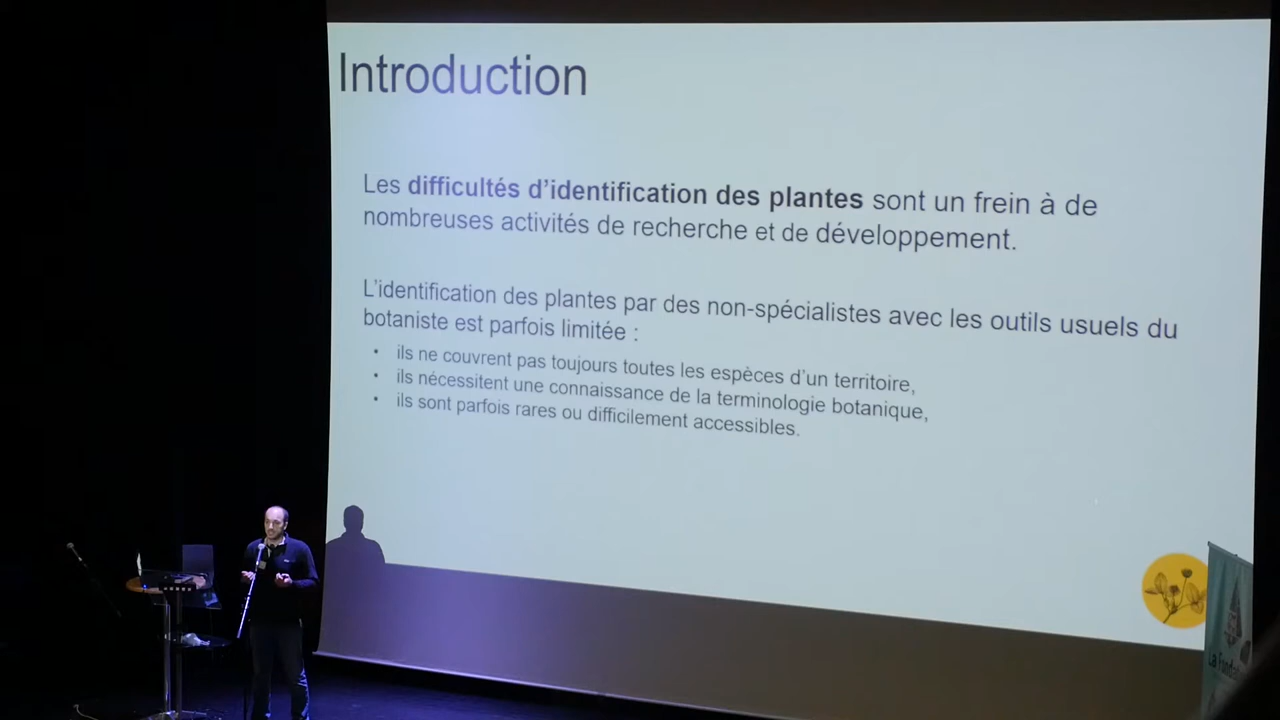 Introduction
Les difficultés d’identification des plantes sont un frein à de
nombreuses activités de recherche et de développement.
L’identification des plantes par des non-spécialistes avec les outils usuels du
botaniste est parfois limitée :
• ils ne couvrent pas toujours toutes les espèces d’un territoire,
• ils nécessitent une connaissance de la terminologie botanique,
• ils sont parfois rares ou difficilement accessibles.
La